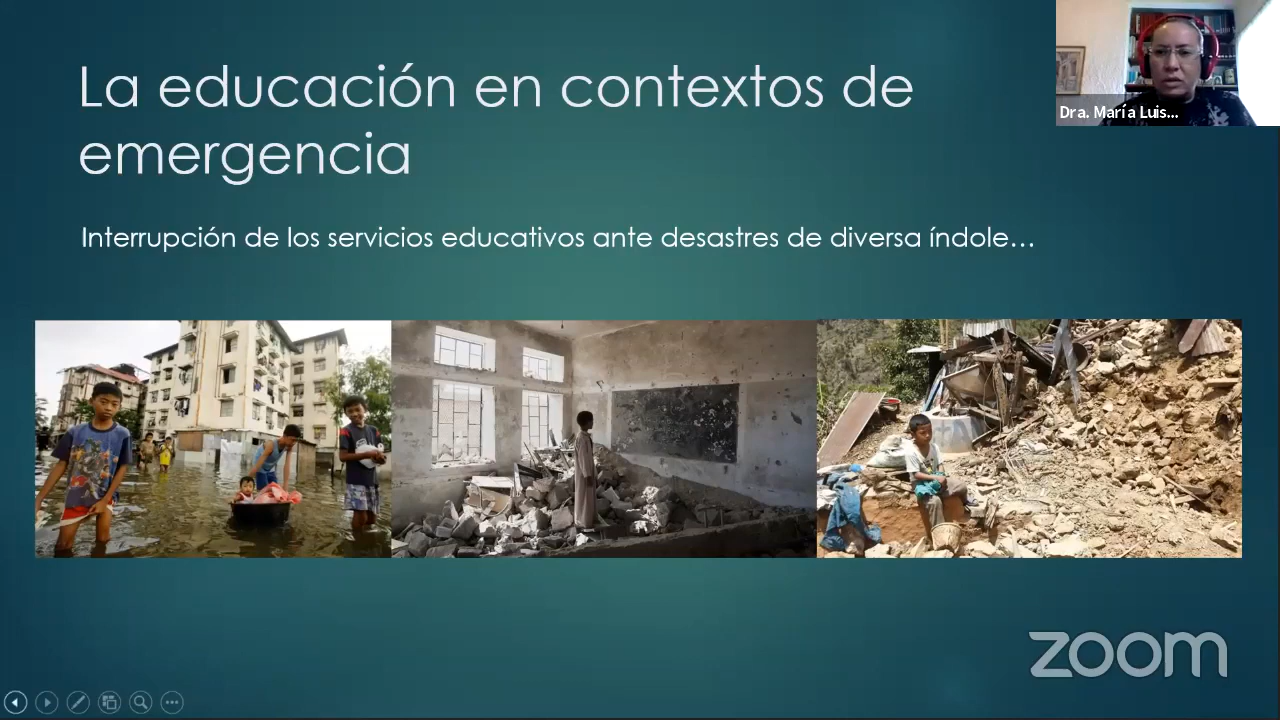 La educación en contextos de
emergencia
Dra. María Luis...
Interrupción de los servicios educativos ante desastres de diversa índole…
zoom